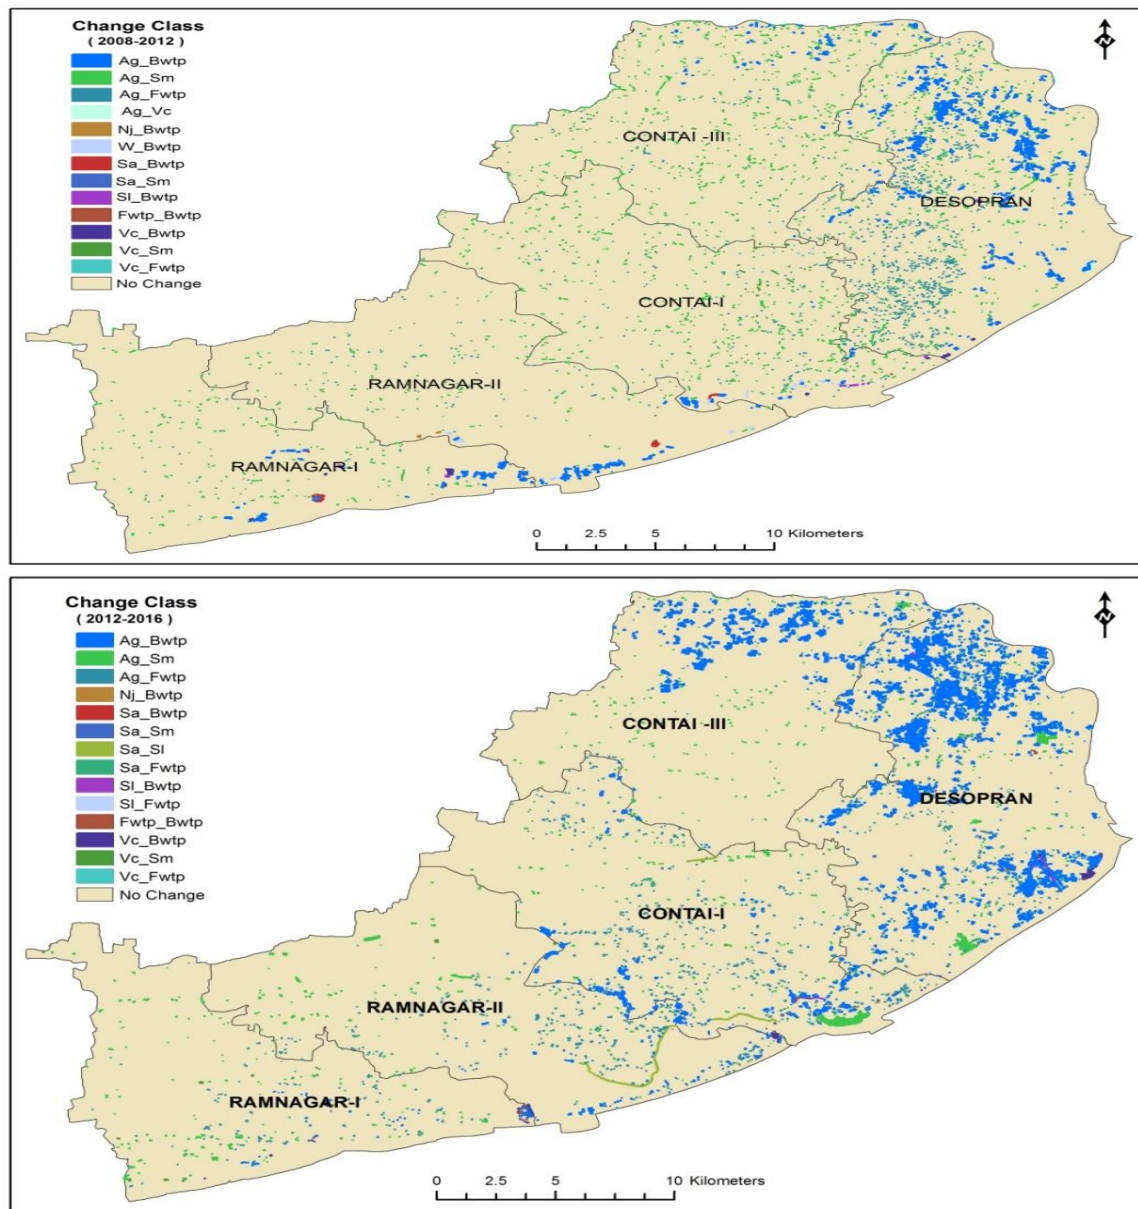 Change Class
( 2008-2012 )
Ag_Bwtp
Ag_Sm
Ag_Fwtp
Ag_Vc
Nj_Bwtp
W_Bwtp
Sa_Bwtp
Sa_Sm
Sl_Bwtp
Fwtp_Bwtp
Vc_Bwtp
Vc_Sm
Vc_Fwtp
No Change
N
CONTAI -III
DESOPRAN
CONTAI-I
RAMNAGAR-II
RAMNAGAR-I
0 2.5 5 10 Kilometers
Change Class
( 2012-2016 )
Ag_Bwtp
Ag_Sm
Ag_Fwtp
Nj_Bwtp
Sa_Bwtp
Sa_Sm
Sa_Sl
Sa_Fwtp
Sl_Bwtp
Sl_Fwtp
Fwtp_Bwtp
Vc_Bwtp
Vc_Sm
Vc_Fwtp
No Change
N
CONTAI -III
DESOPRAN
CONTAI-I
RAMNAGAR-II
RAMNAGAR-I
0 2.5 5 10 Kilometers